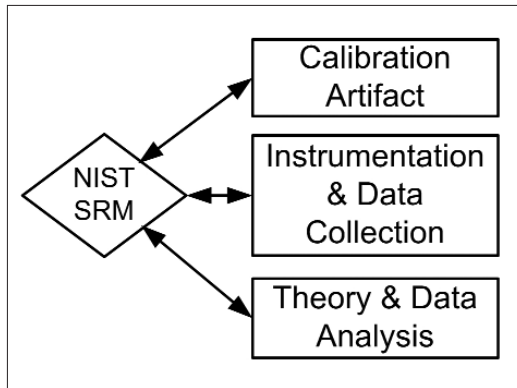 Calibration
Artifact
NIST
SRM
Instrumentation
& Data
Collection
Theory & Data
Analysis